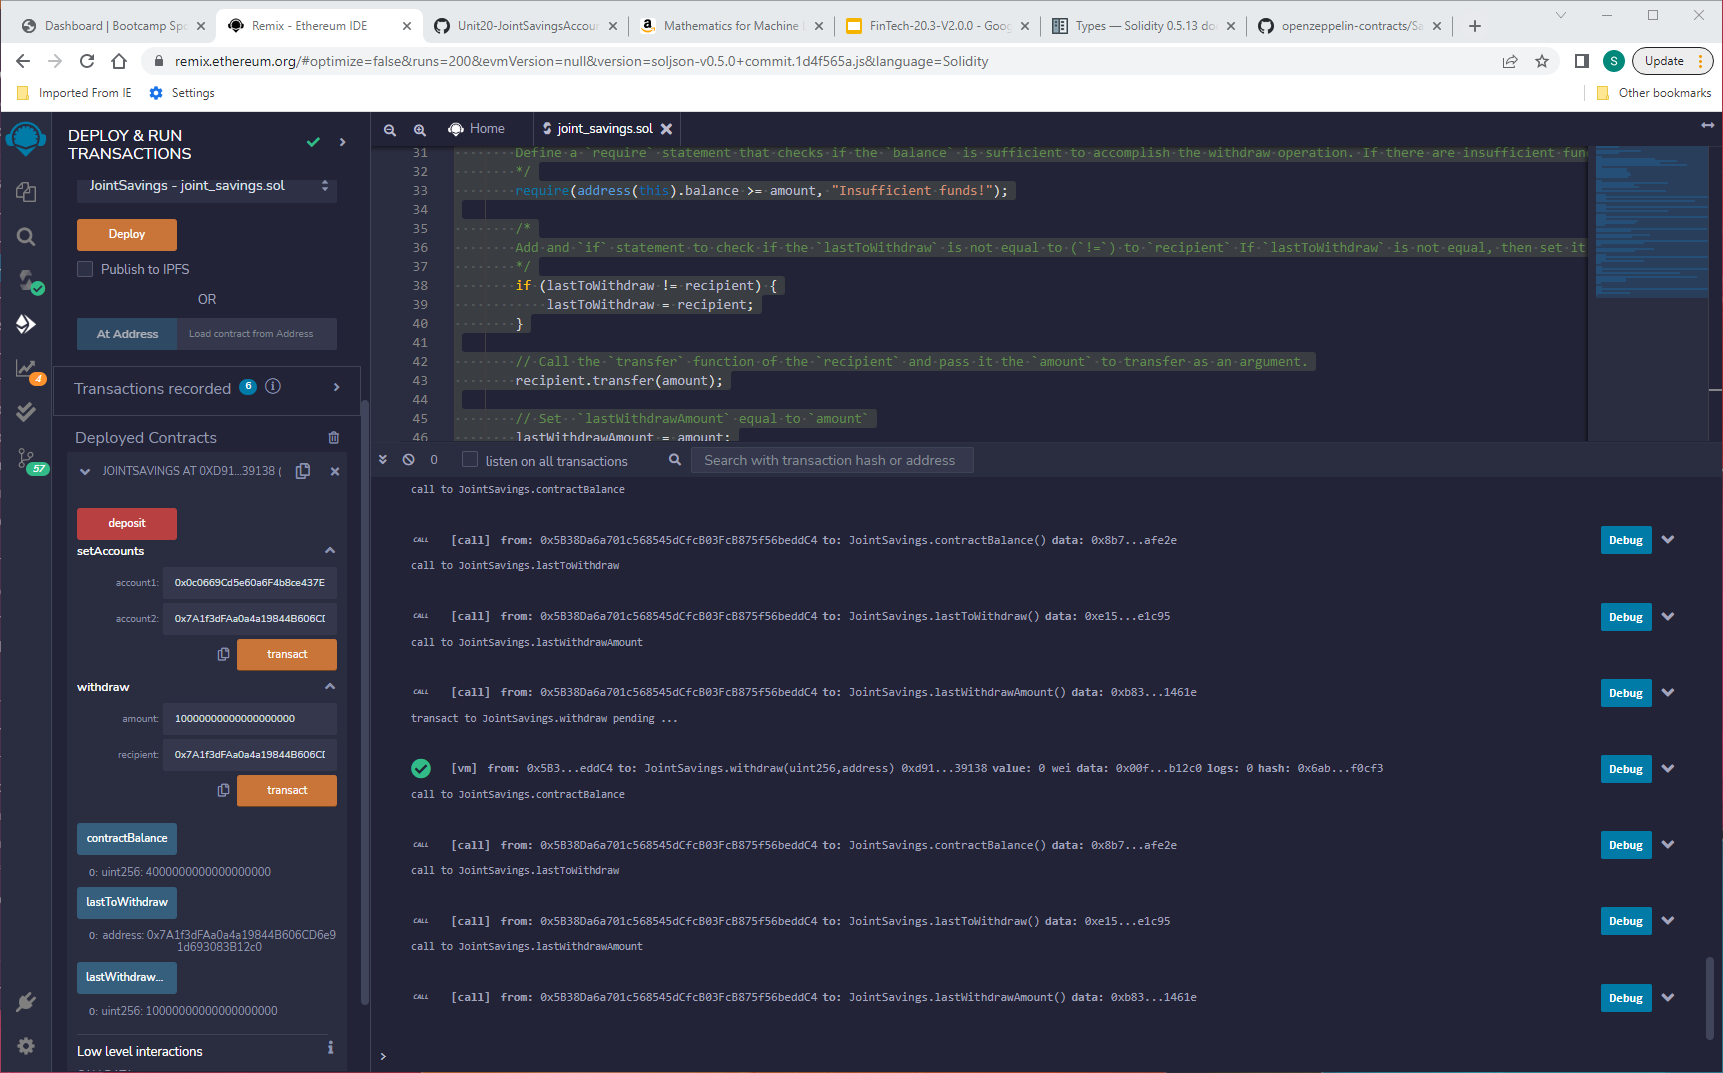 Dashboard | Bootcamp Spo
Remix - Ethereum IDE
Unit20-JointSavingsAccou
Mathematics for Machine
FinTech-20.3-V2.0.0 - Goog
Types — Solidity 0.5.13 do
openzeppelin-contracts/Sa
remix.ethereum.org/#optimize=false&runs=200&evmVersion=null&version=soljson-v0.5.0+commit.1d4f565a.js&language=Solidity
S
Update
Imported From IE
Settings
Other bookmarks
DEPLOY & RUN
TRANSACTIONS
JointSavings - joint_savings.sol
Deploy
Publish to IPFS
OR
At Address
Load contract from Address
Transactions recorded 6
4
57
Deployed Contracts
JOINTSAVINGS AT 0XD91...39138 (
deposit
setAccounts
account1: 0x0c0669Cd5e60a6F4b8ce437E
account2: 0x7A1f3dFAa0a4a19844B606CD
transact
withdraw
amount: 10000000000000000000
recipient: 0x7A1f3dFAa0a4a19844B606CD
transact
contractBalance
0: uint256: 4000000000000000000
lastToWithdraw
0: address: 0x7A1f3dFAa0a4a19844B606CD6e9
1d693083B12c0
lastWithdraw...
0: uint256: 10000000000000000000
Low level interactions
Home
joint_savings.sol
31 Define a `require` statement that checks if the `balance` is sufficient to accomplish the withdraw operation. If there are insufficient fun
32 */
33 require(address(this).balance >= amount, "Insufficient funds!");
34
35 /*
36 Add and `if` statement to check if the `lastToWithdraw` is not equal to (`!=`) to `recipient` If `lastToWithdraw` is not equal, then set it
37 */
38 if (lastToWithdraw != recipient) {
39 lastToWithdraw = recipient;
40 }
41
42 // Call the `transfer` function of the `recipient` and pass it the `amount` to transfer as an argument.
43 recipient.transfer(amount);
44
45 // Set  `lastWithdrawAmount` equal to `amount`
46 lastWithdrawAmount = amount;
0
listen on all transactions
Search with transaction hash or address
call to JointSavings.contractBalance
CALL [call] from: 0x5B38Da6a701c568545dCfcB03FcB875f56beddC4 to: JointSavings.contractBalance() data: 0x8b7...afe2e Debug
call to JointSavings.lastToWithdraw
CALL [call] from: 0x5B38Da6a701c568545dCfcB03FcB875f56beddC4 to: JointSavings.lastToWithdraw() data: 0xe15...e1c95 Debug
call to JointSavings.lastWithdrawAmount
CALL [call] from: 0x5B38Da6a701c568545dCfcB03FcB875f56beddC4 to: JointSavings.lastWithdrawAmount() data: 0xb83...1461e Debug
transact to JointSavings.withdraw pending ...
[vm] from: 0x5B3...eddC4 to: JointSavings.withdraw(uint256,address) 0xd91...39138 value: 0 wei data: 0x00f...b12c0 logs: 0 hash: 0x6ab...f0cf3 Debug
call to JointSavings.contractBalance
CALL [call] from: 0x5B38Da6a701c568545dCfcB03FcB875f56beddC4 to: JointSavings.contractBalance() data: 0x8b7...afe2e Debug
call to JointSavings.lastToWithdraw
CALL [call] from: 0x5B38Da6a701c568545dCfcB03FcB875f56beddC4 to: JointSavings.lastToWithdraw() data: 0xe15...e1c95 Debug
call to JointSavings.lastWithdrawAmount
CALL [call] from: 0x5B38Da6a701c568545dCfcB03FcB875f56beddC4 to: JointSavings.lastWithdrawAmount() data: 0xb83...1461e Debug
>